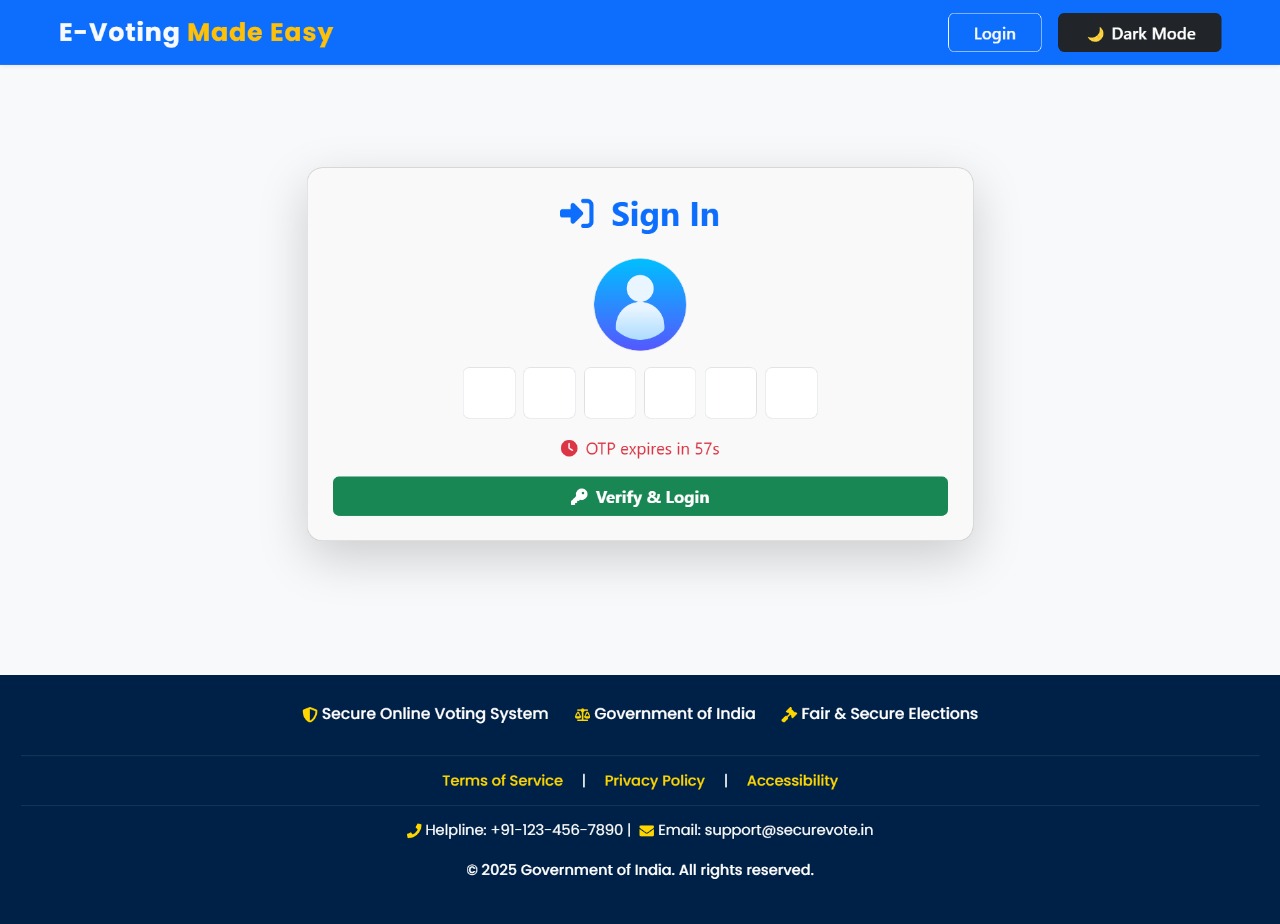 E-Voting Made Easy
Login
🌙 Dark Mode
Sign In
OTP expires in 57s
Verify & Login
Secure Online Voting System
Government of India
Fair & Secure Elections
Terms of Service | Privacy Policy | Accessibility
Helpline: +91-123-456-7890 | Email: support@securevote.in
© 2025 Government of India. All rights reserved.